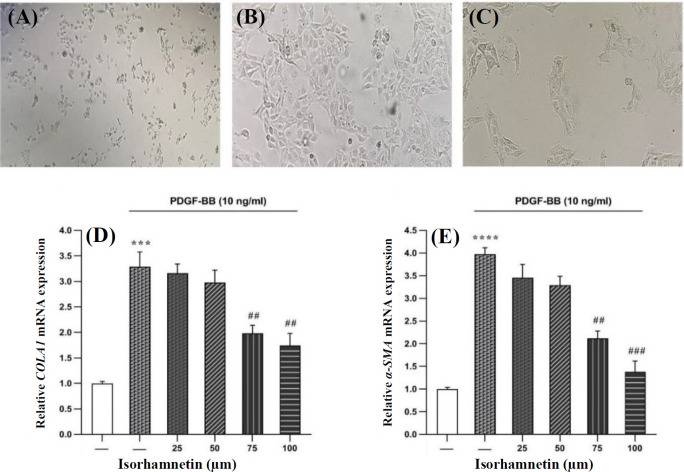 (A)
(B)
(C)
PDGF-BB (10 ng/ml)
(D)
***
##
##
Relative COLA1 mRNA expression
4.0
3.5
3.0
2.5
2.0
1.5
1.0
0.5
0.0
— — 25 50 75 100
Isorhamnetin (µm)
PDGF-BB (10 ng/ml)
(E)
****
##
###
Relative α-SMA mRNA expression
4.5
4.0
3.5
3.0
2.5
2.0
1.5
1.0
0.5
0.0
— — 25 50 75 100
Isorhamnetin (µm)